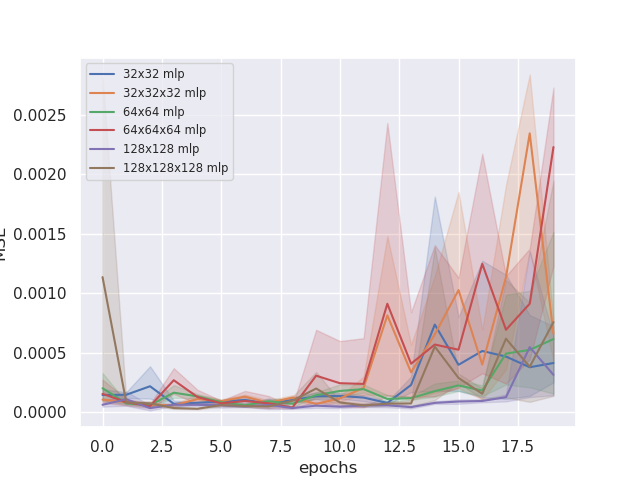 32x32 mlp
32x32x32 mlp
64x64 mlp
64x64x64 mlp
128x128 mlp
128x128x128 mlp
0.0025
0.0020
0.0015
0.0010
0.0005
0.0000
MSE
0.0 2.5 5.0 7.5 10.0 12.5 15.0 17.5
epochs